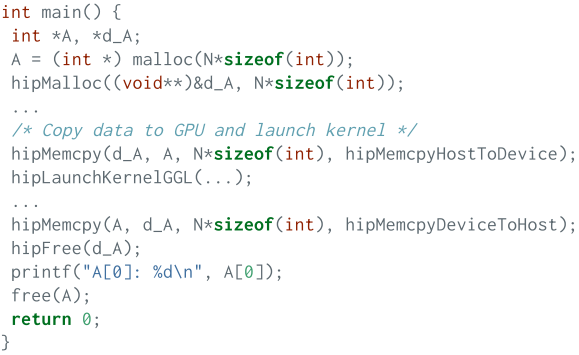 int main() {
int *A, *d_A;
A = (int *) malloc(N*sizeof(int));
hipMalloc((void**)&d_A, N*sizeof(int));
...
/* Copy data to GPU and launch kernel */
hipMemcpy(d_A, A, N*sizeof(int), hipMemcpyHostToDevice);
hipLaunchKernelGGL(...);
...
hipMemcpy(A, d_A, N*sizeof(int), hipMemcpyDeviceToHost);
hipFree(d_A);
printf("A[0]: %d\n", A[0]);
free(A);
return 0;
}